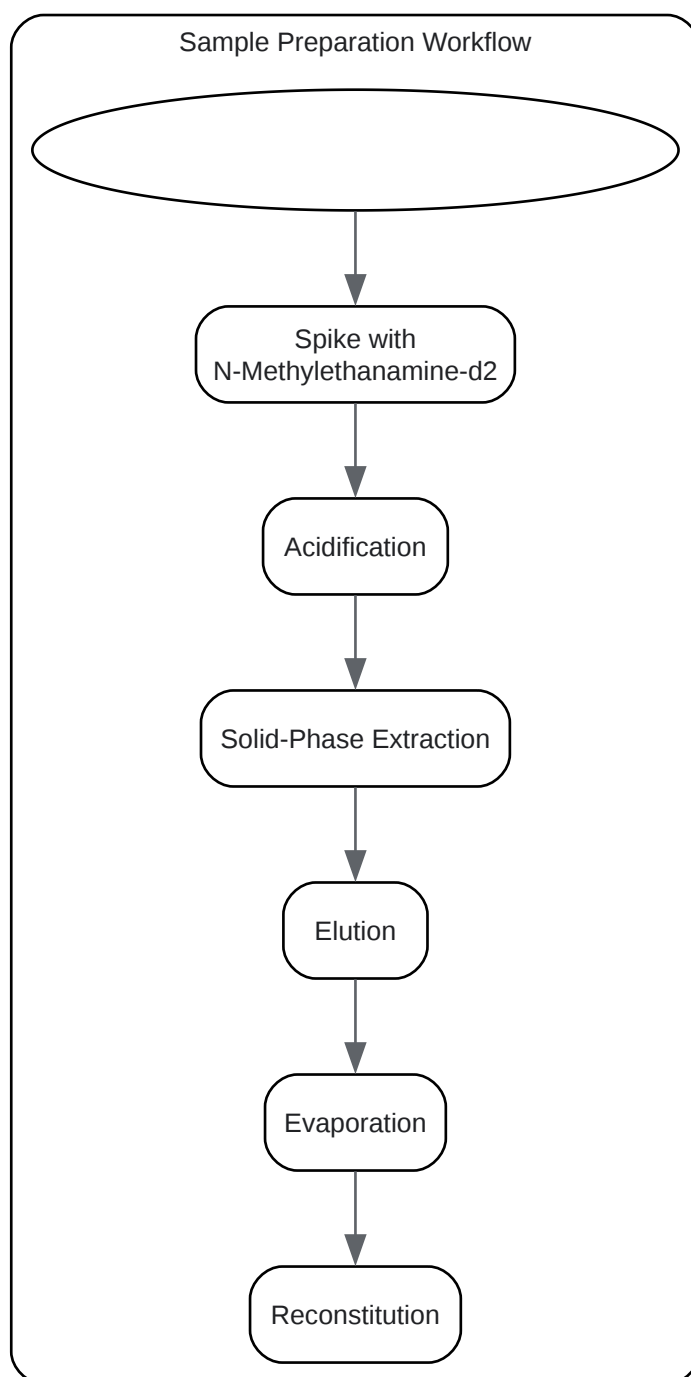 Sample Preparation Workflow
Spike with
N-Methylethanamine-d2
Acidification
Solid-Phase Extraction
Elution
Evaporation
Reconstitution